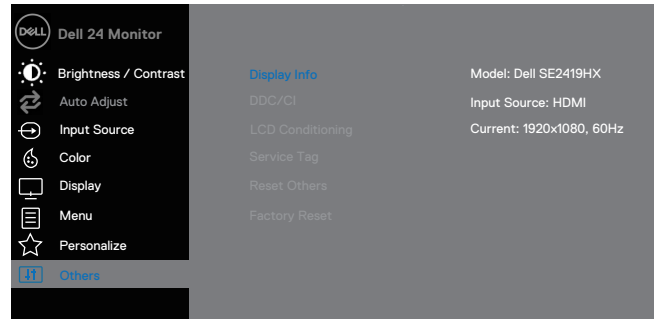 DELL
Dell 24 Monitor
Brightness / Contrast
Auto Adjust
Input Source
Color
Display
Menu
Personalize
Others
Display Info
DDC/CI
LCD Conditioning
Service Tag
Reset Others
Factory Reset
Model: Dell SE2419HX
Input Source: HDMI
Current: 1920x1080, 60Hz